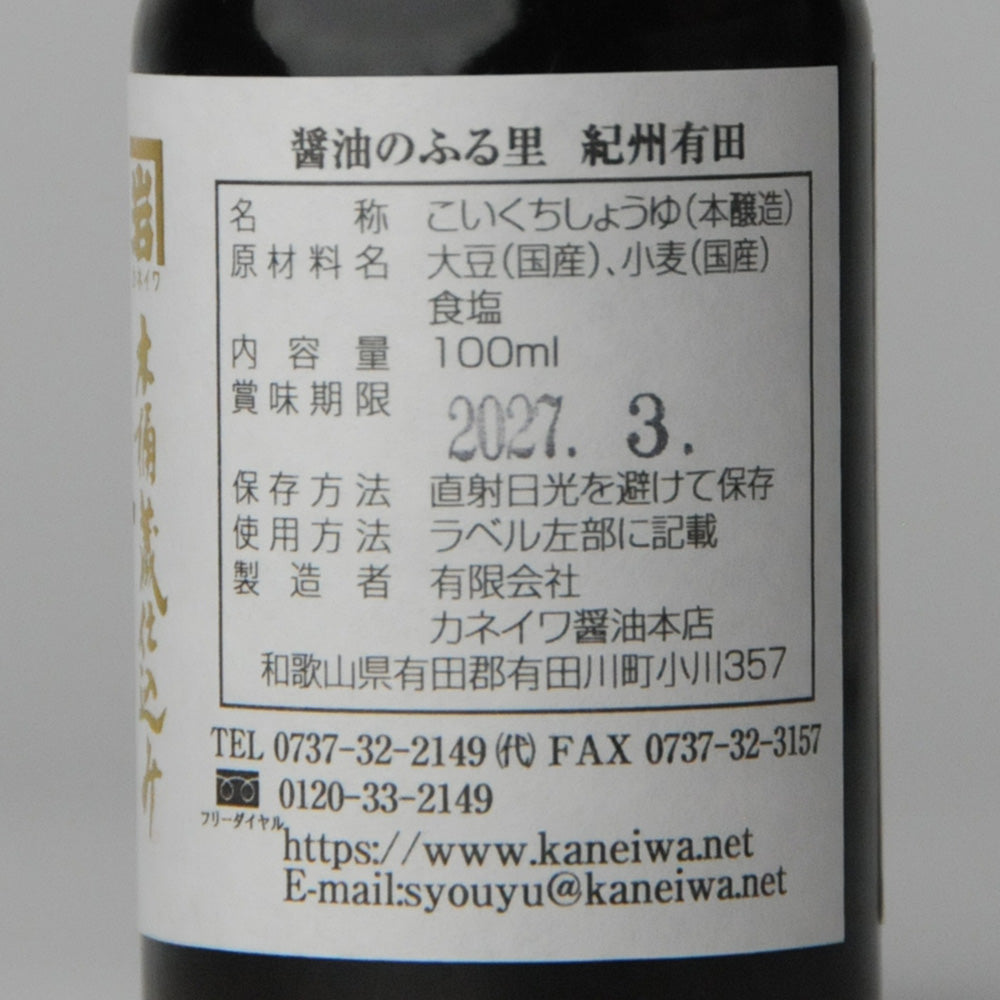 醤油のふる里 紀州有田
名称 こいくちしょうゆ(本醸造)
原材料名 大豆(国産)、小麦(国産)
食塩
内容量 100ml
賞味期限 2027. 3.
保存方法 直射日光を避けて保存
使用方法 ラベル左部に記載
製造者 有限会社
カネイワ醤油本店
和歌山県有田郡有田川町小川357
TEL 0737-32-2149(代) FAX 0737-32-3157
フリーダイヤル 0120-33-2149
https://www.kaneiwa.net
E-mail:syouyu@kaneiwa.net
岩
カネイワ
木桶蔵仕込み